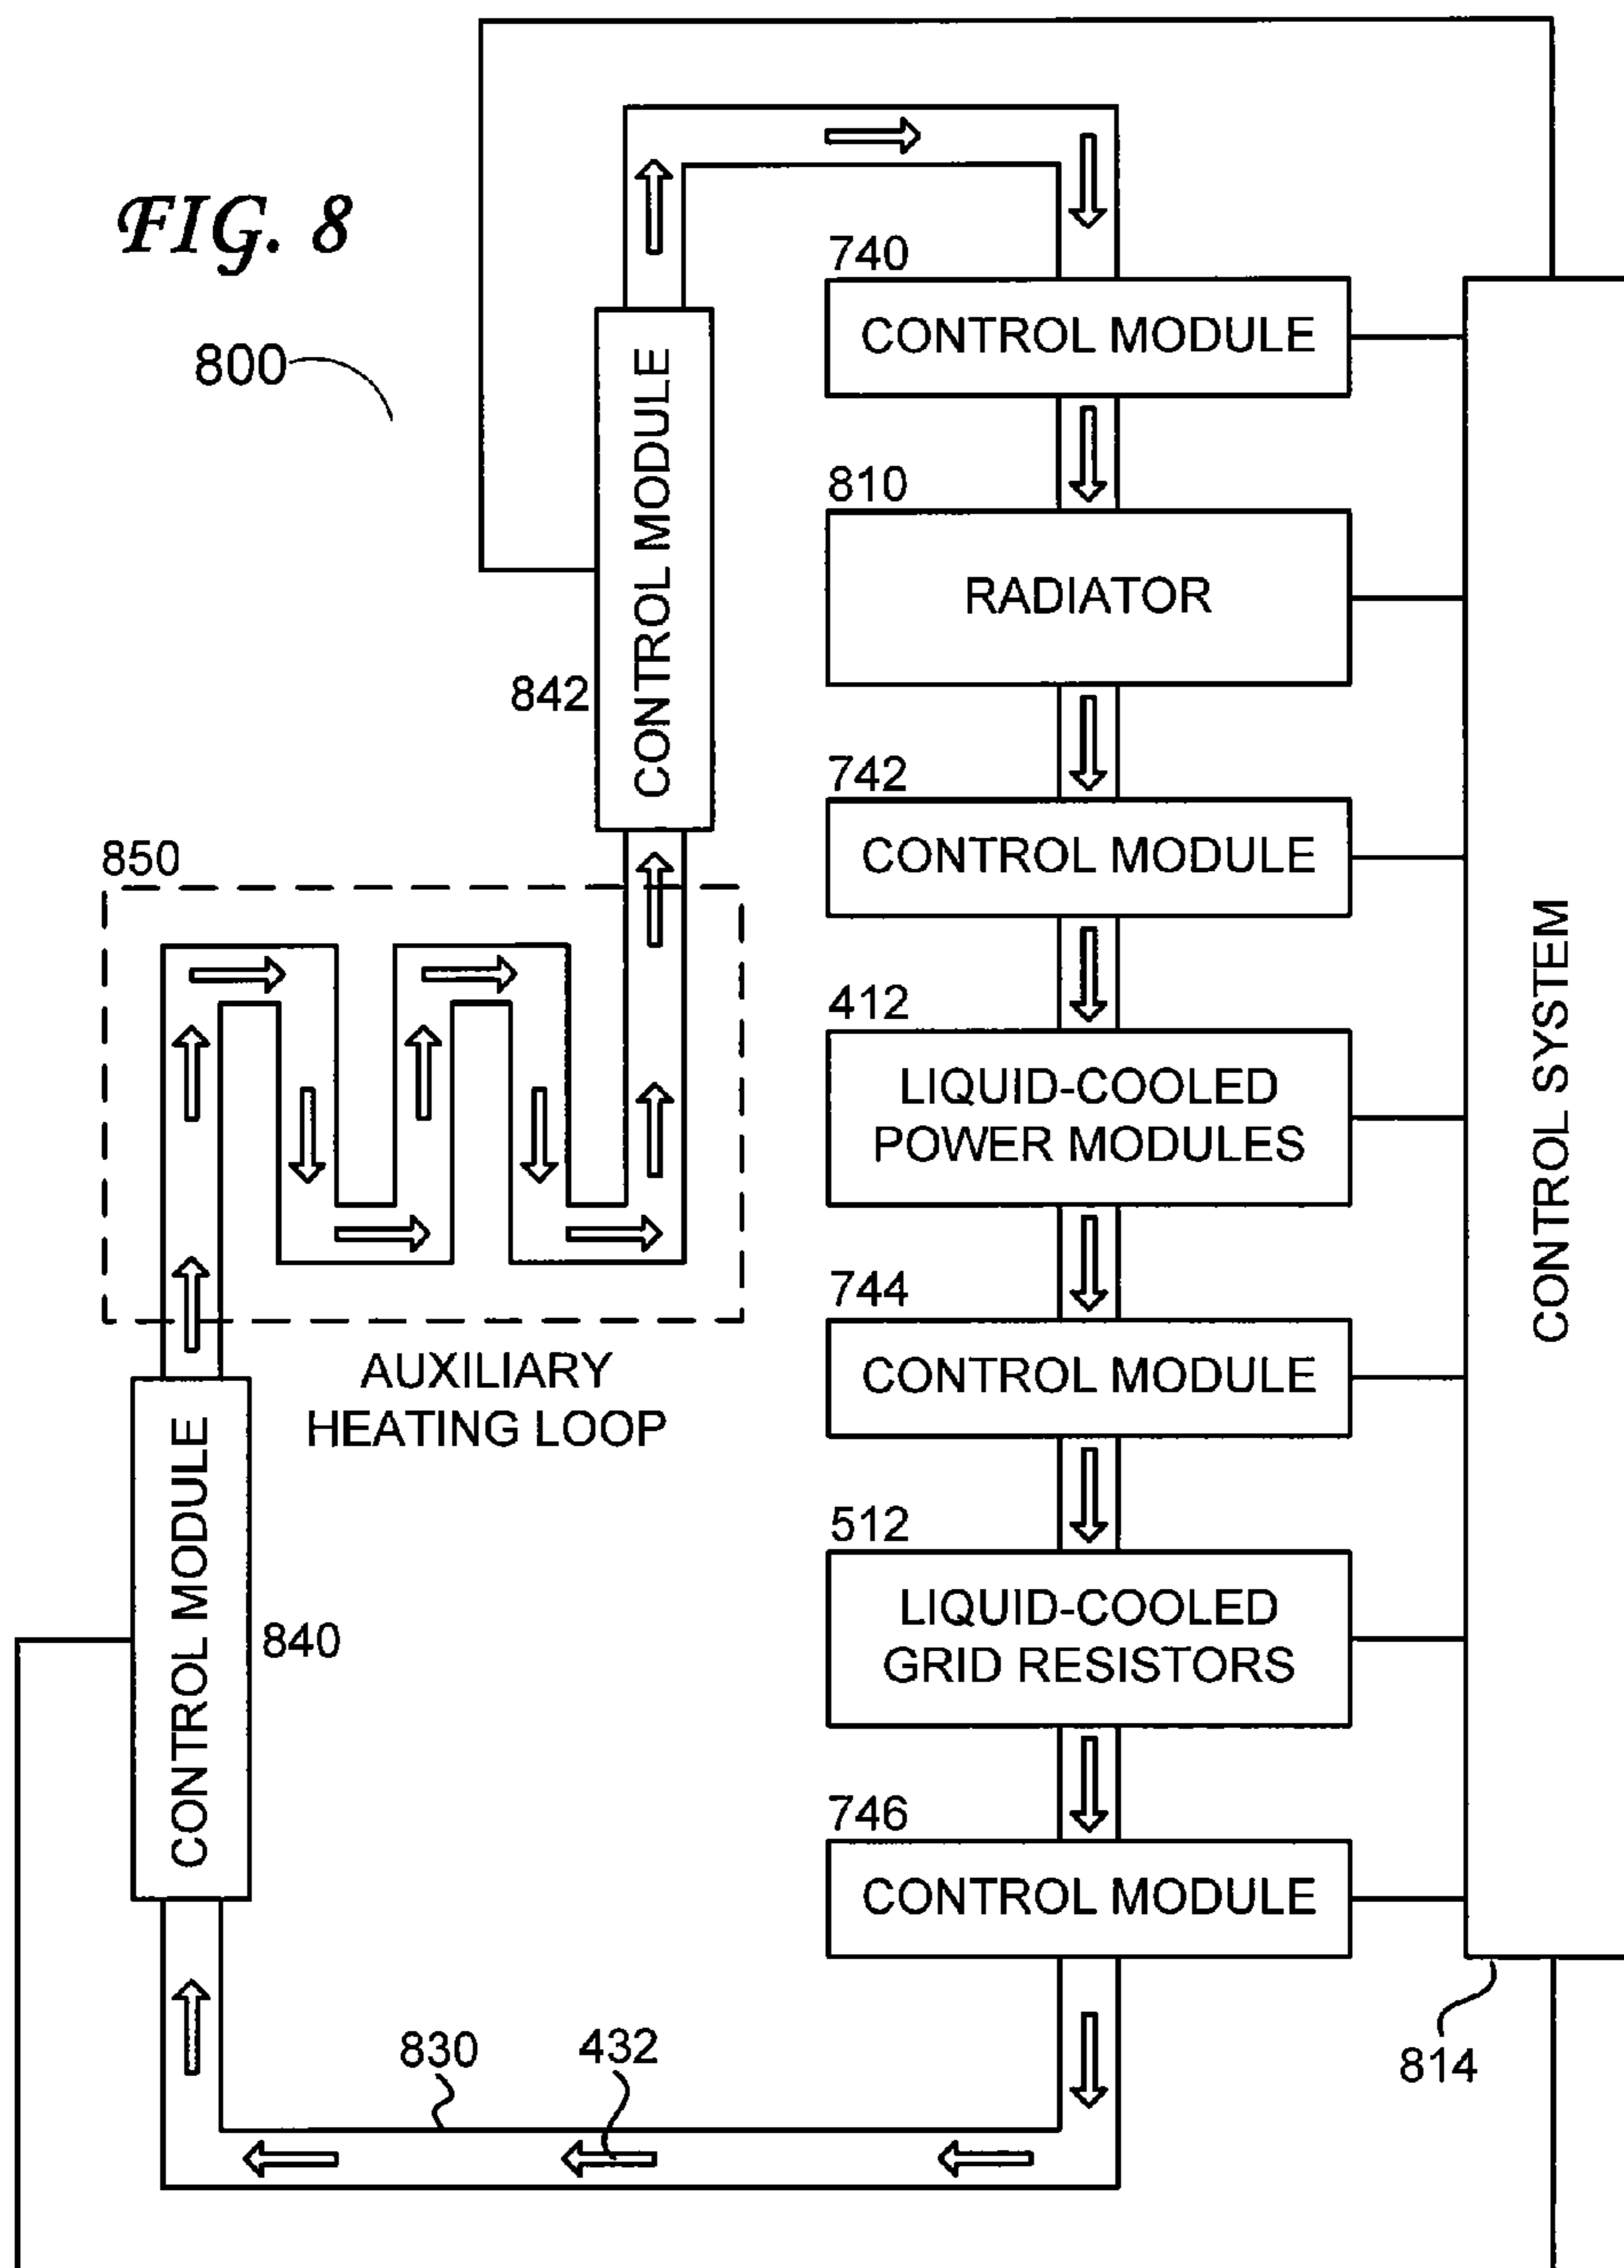 FIG. 8
800
740
CONTROL MODULE
810
RADIATOR
842
CONTROL MODULE
742
CONTROL MODULE
850
412
LIQUID-COOLED
POWER MODULES
CONTROL SYSTEM
744
CONTROL MODULE
AUXILIARY
HEATING LOOP
512
LIQUID-COOLED
GRID RESISTORS
CONTROL MODULE
840
746
CONTROL MODULE
830
432
814